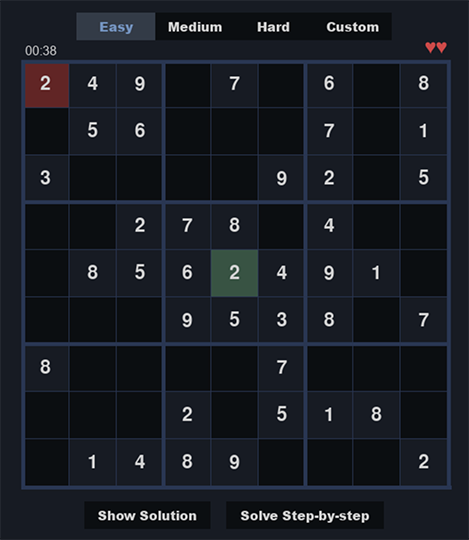 Easy Medium Hard Custom
00:38
2 4 9 7 6 8
5 6 7 1
3 9 2 5
2 7 8 4
8 5 6 2 4 9 1
9 5 3 8 7
8 7
2 5 1 8
1 4 8 9 2
Show Solution Solve Step-by-step